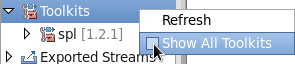 Toolkits
spl [1.2.1]
Exported Streams
Refresh
Show All Toolkits